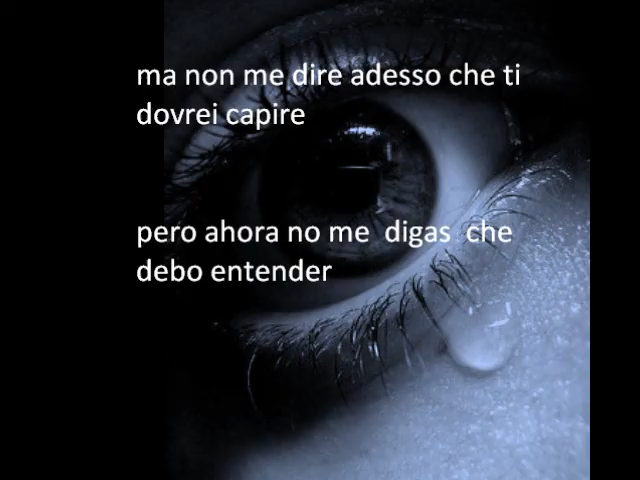 ma non me dire adesso che ti
dovrei capire
pero ahora no me digas che
debo entender